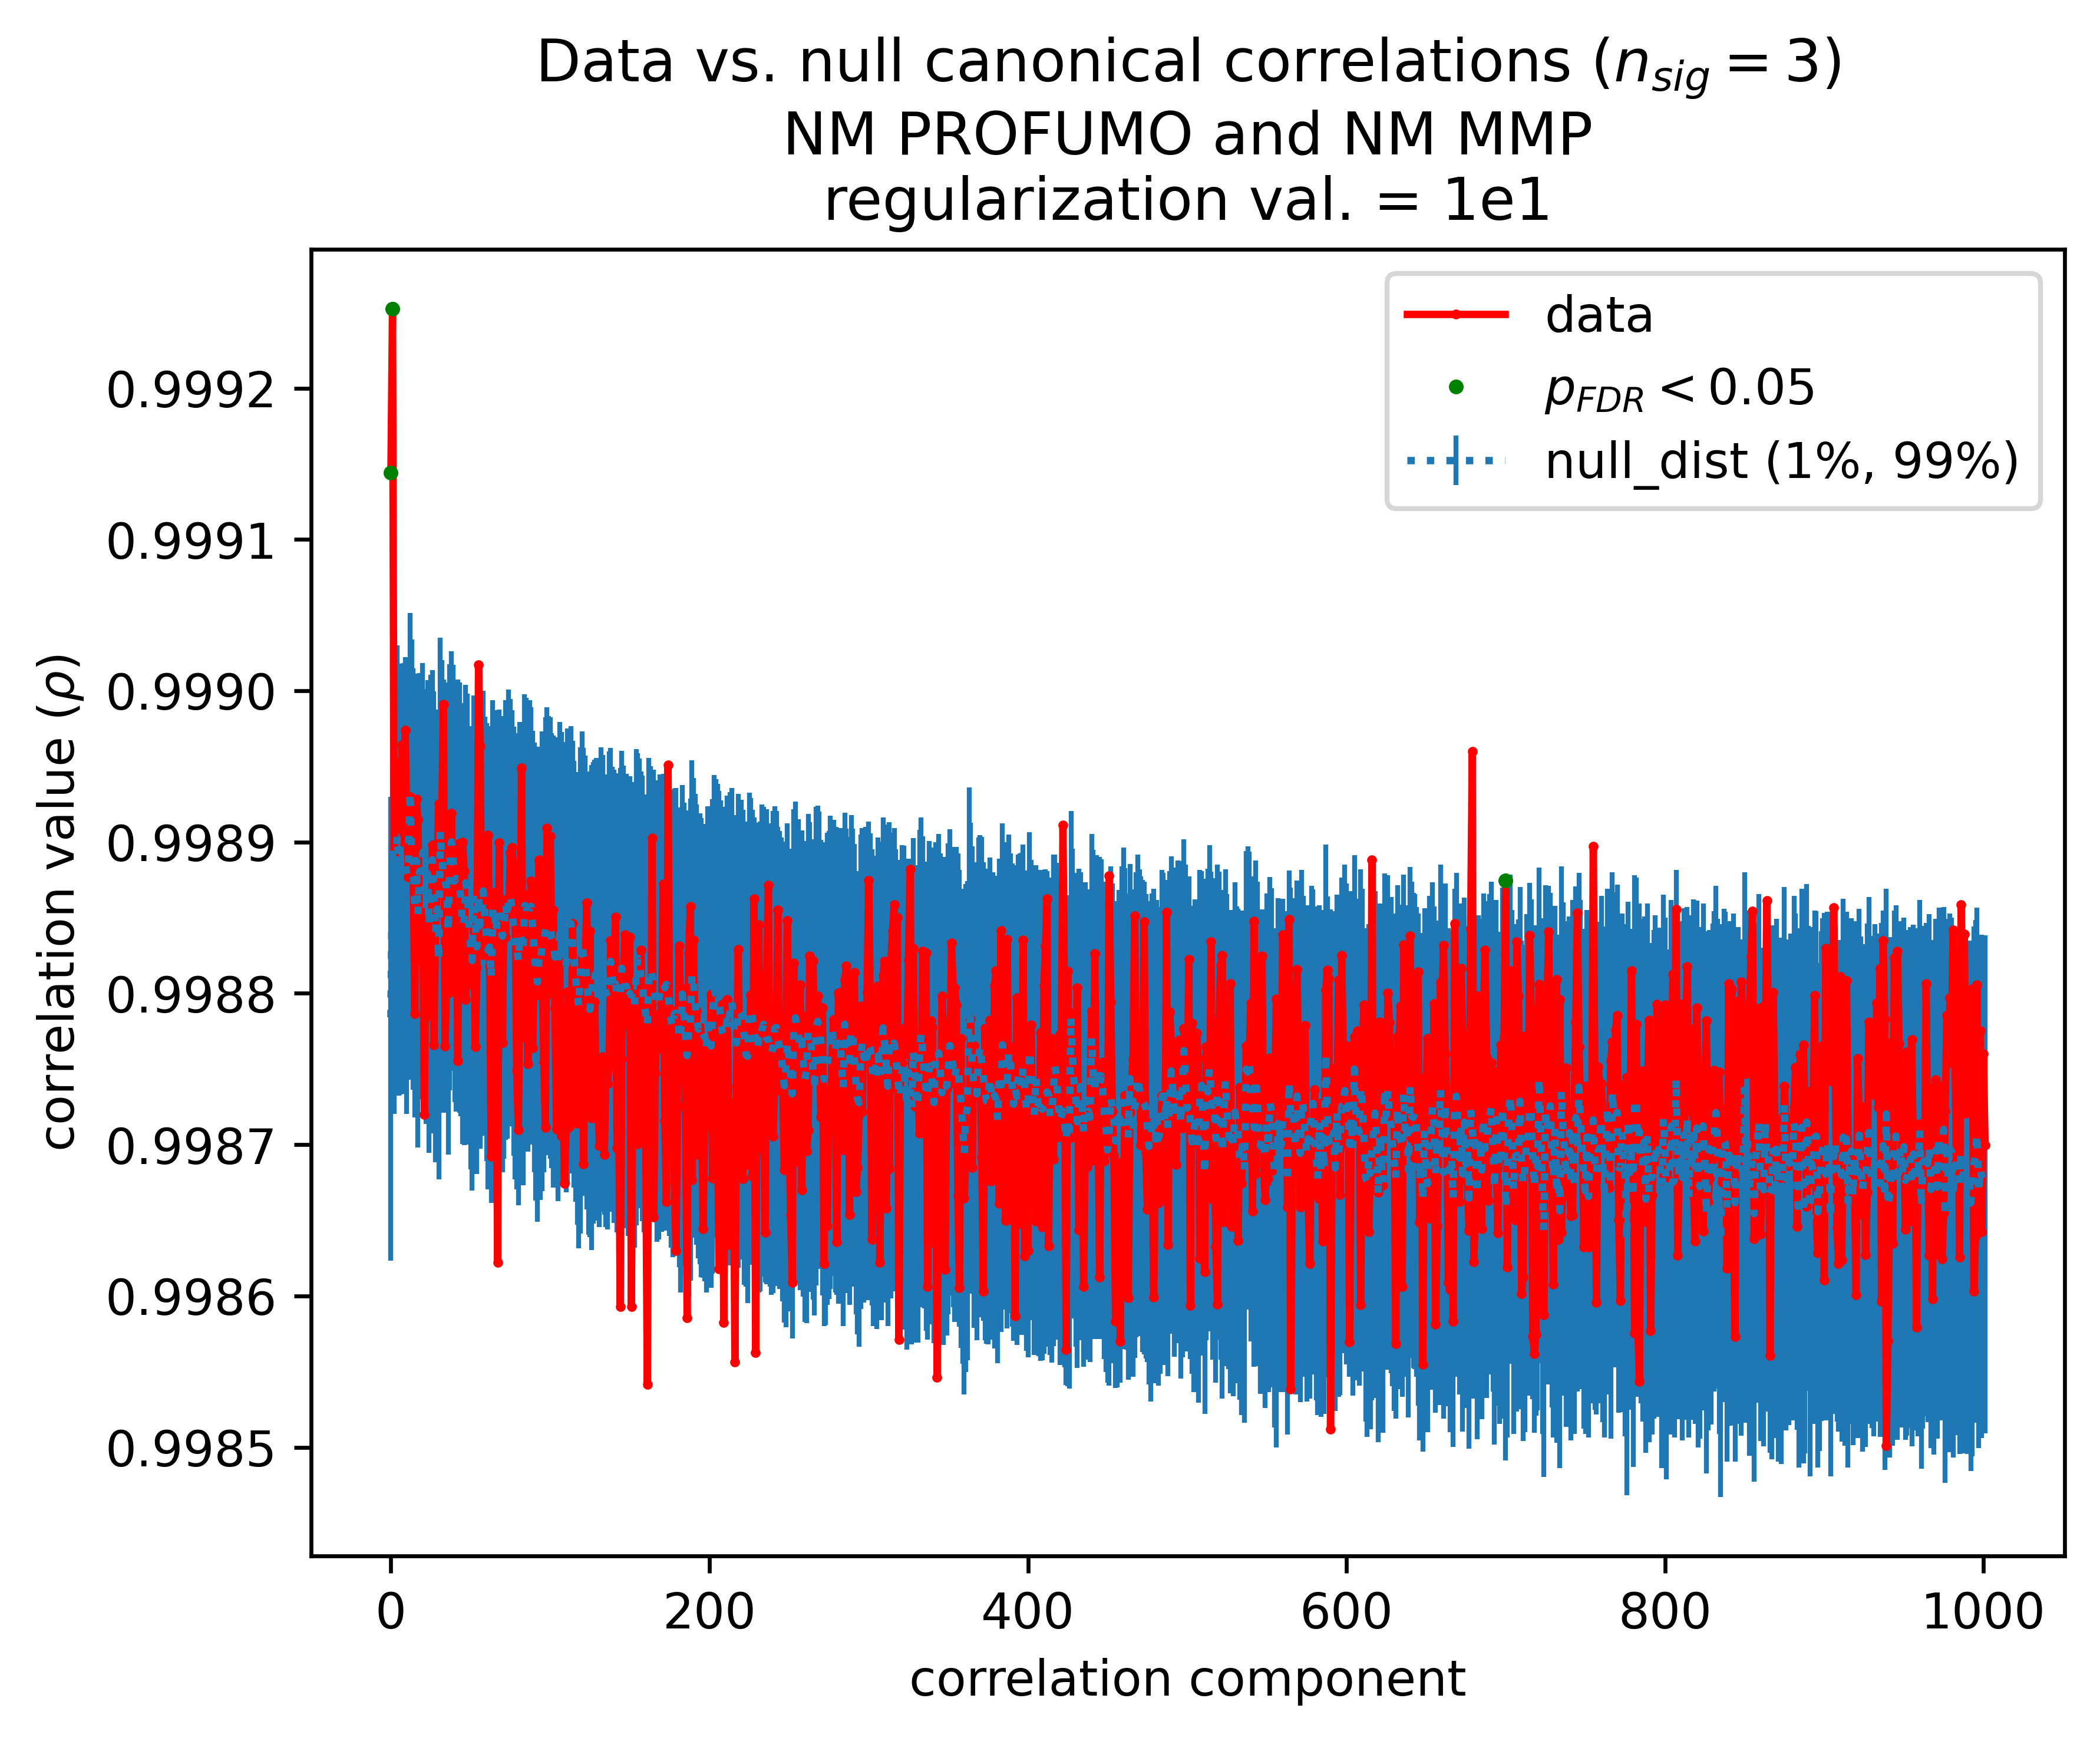 Data vs. null canonical correlations (n_sig = 3)
NM PROFUMO and NM MMP
regularization val. = 1e1
data
p_FDR < 0.05
null_dist (1%, 99%)
correlation value (ρ)
0.9992
0.9991
0.9990
0.9989
0.9988
0.9987
0.9986
0.9985
0 200 400 600 800 1000
correlation component